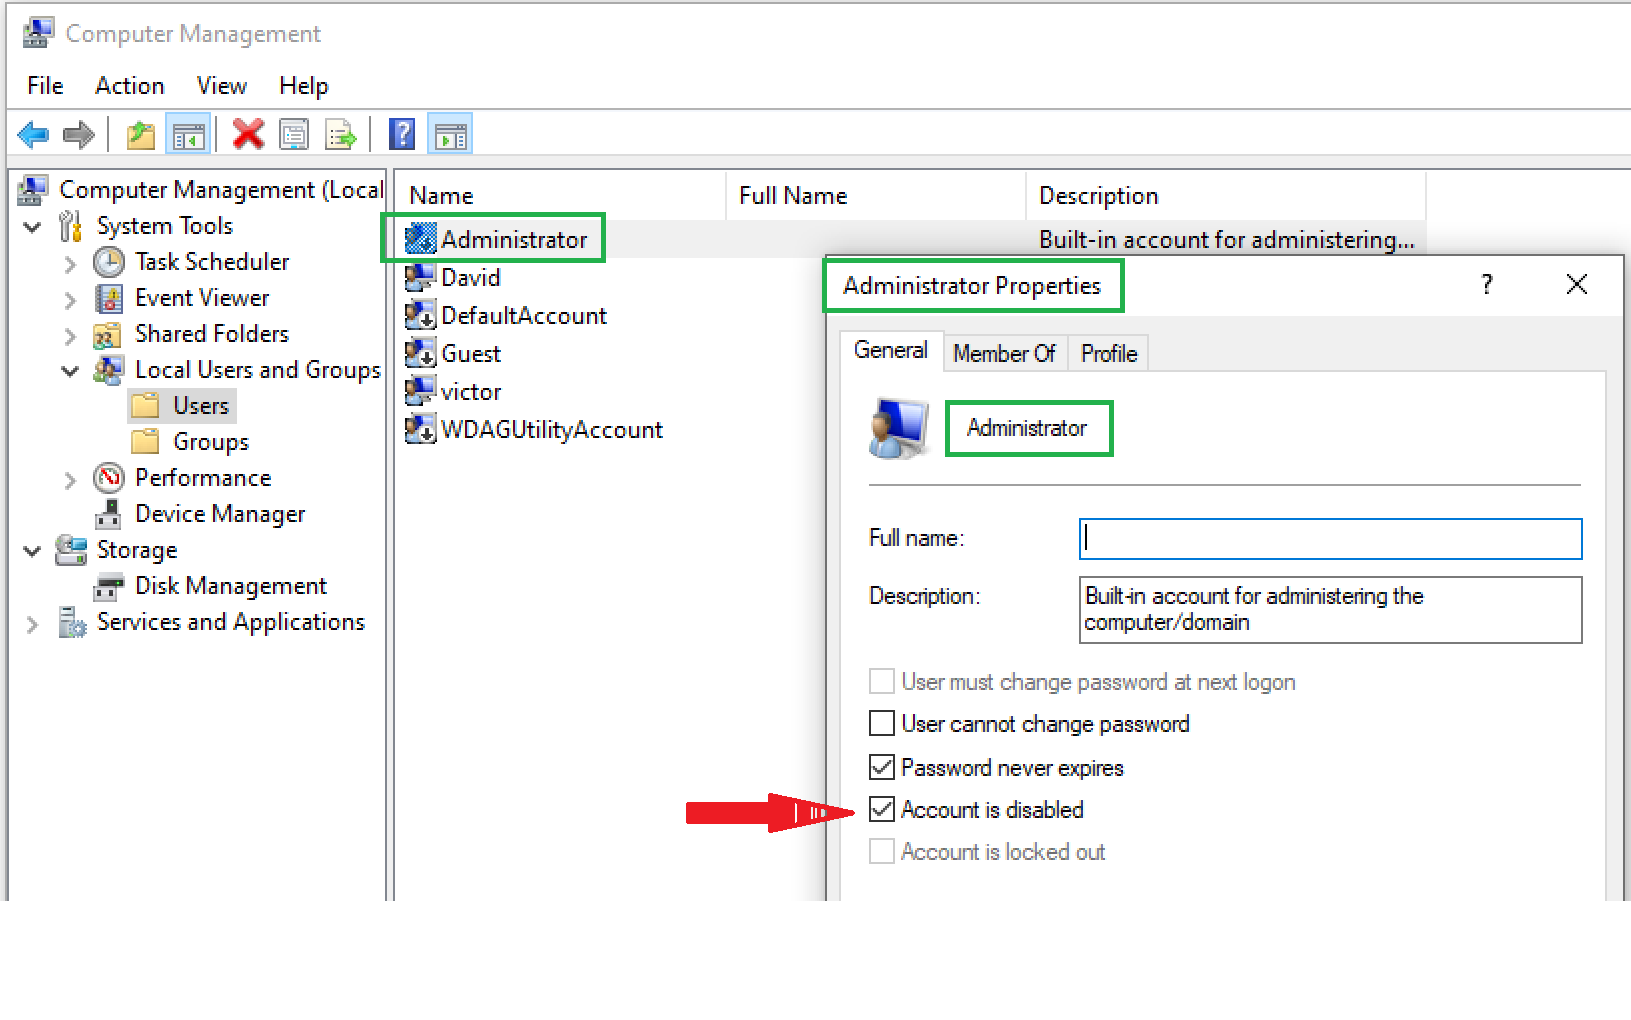 Computer Management
File Action View Help
?
Computer Management (Local
System Tools
Task Scheduler
Event Viewer
Shared Folders
Local Users and Groups
Users
Groups
Performance
Device Manager
Storage
Disk Management
Services and Applications
Name Full Name Description
Administrator Built-in account for administering...
David
DefaultAccount
Guest
victor
WDAGUtilityAccount
Administrator Properties ?
General Member Of Profile
Administrator
Full name:
Description: Built-in account for administering the
computer/domain
User must change password at next logon
User cannot change password
Password never expires
Account is disabled
Account is locked out